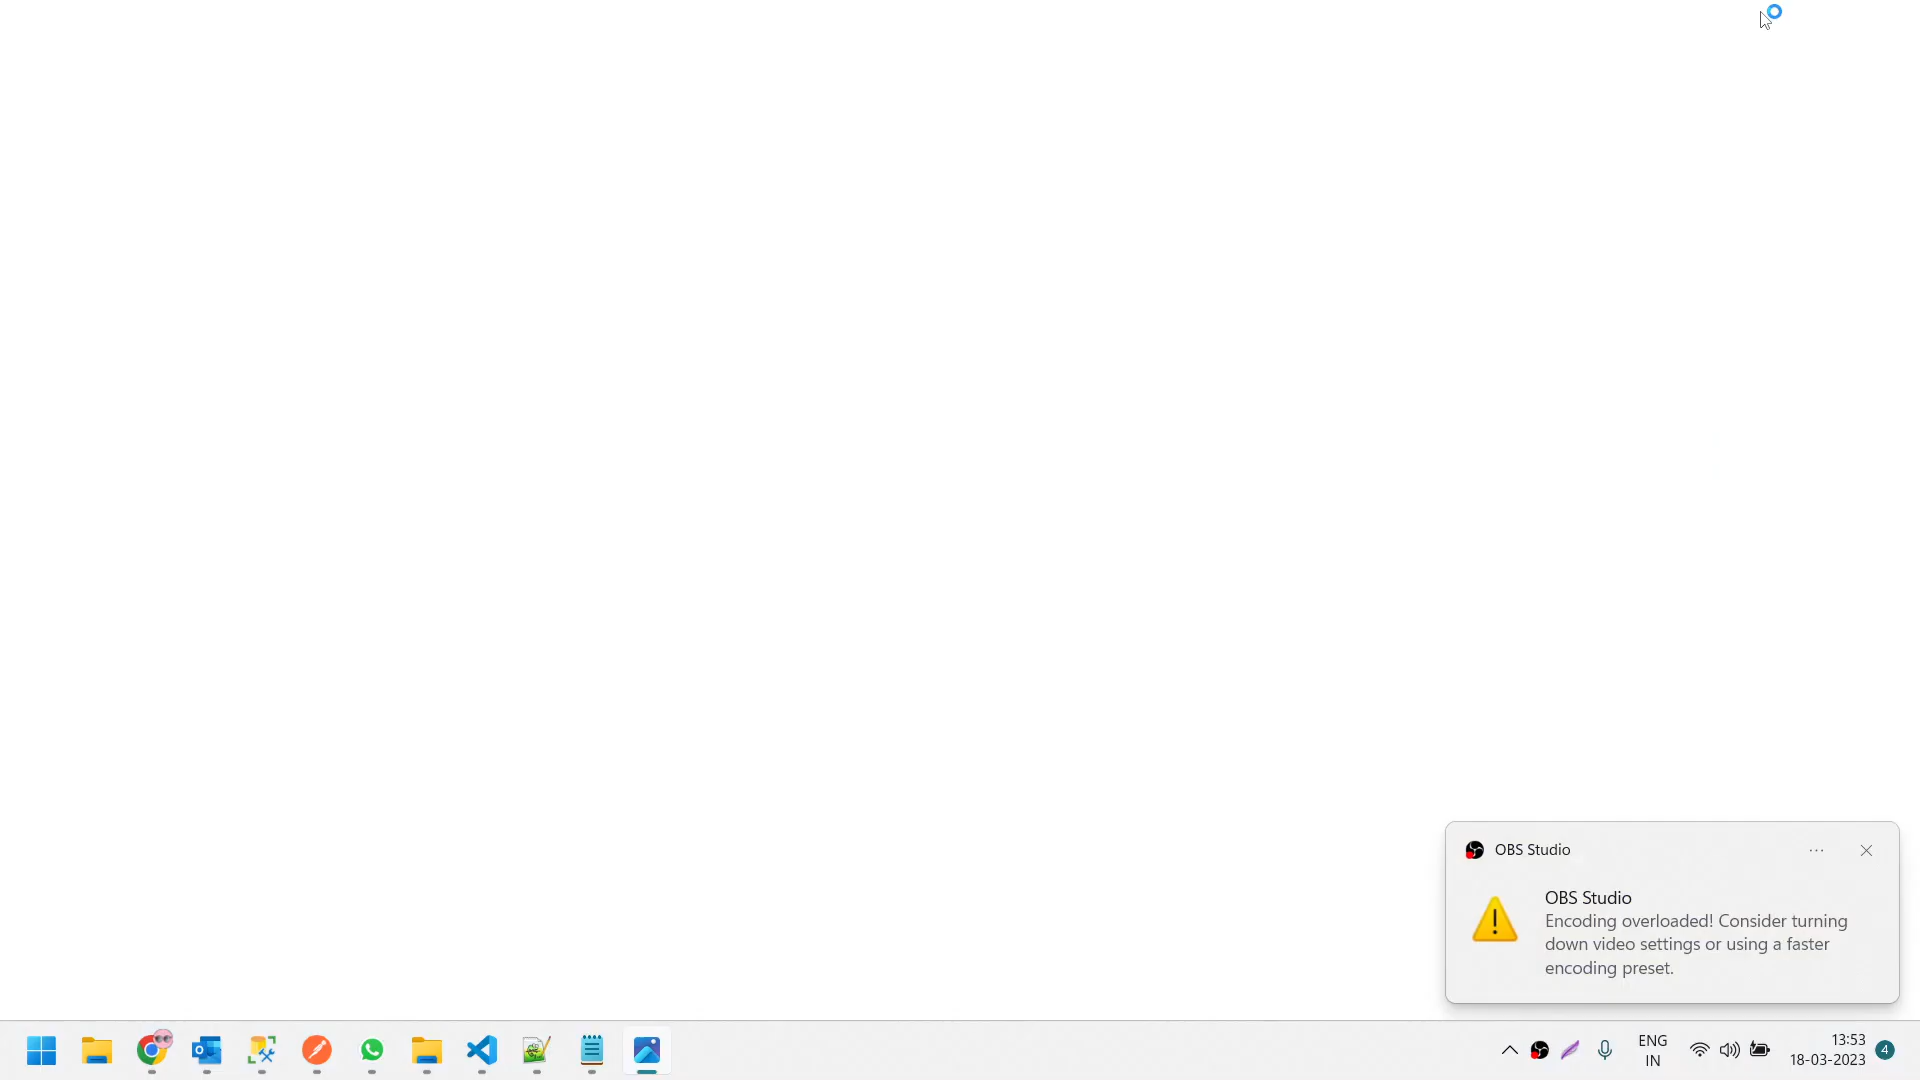 OBS Studio
OBS Studio
Encoding overloaded! Consider turning
down video settings or using a faster
encoding preset.
ENG
IN
13:53
18-03-2023
4